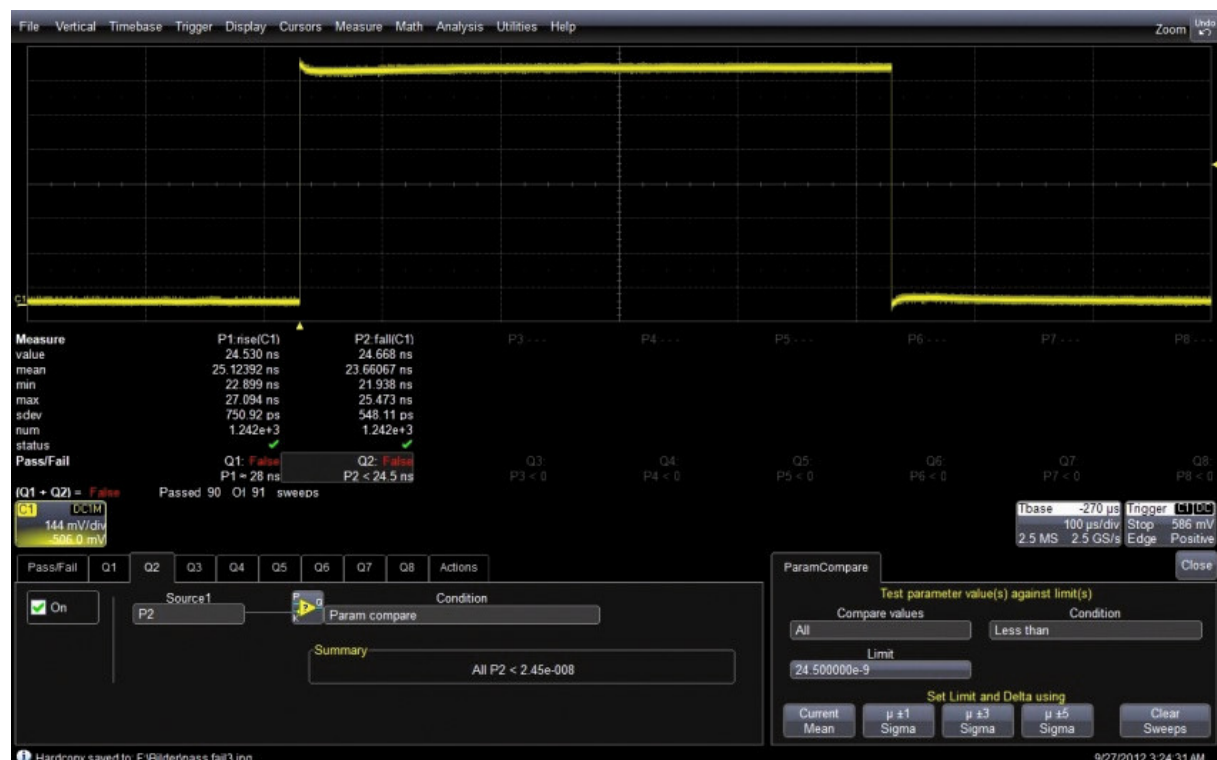 File Vertical Timebase Trigger Display Cursors Measure Math Analysis Utilities Help Zoom Undo
C1
Measure P1:rise(C1) P2:fall(C1) P3:--- P4:--- P5:--- P6:--- P7:--- P8:---
value 24.530 ns 24.668 ns
mean 25.12392 ns 23.66067 ns
min 22.899 ns 21.938 ns
max 27.094 ns 25.473 ns
sdev 750.92 ps 548.11 ps
num 1.242e+3 1.242e+3
status
Pass/Fail Q1: False Q2: False Q3: Q4: Q5: Q6: Q7: Q8:
P1 ≈ 28 ns P2 < 24.5 ns P3 < 0 P4 < 0 P5 < 0 P6 < 0 P7 < 0 P8 < 0
(Q1 + Q2) = False Passed 90 Of 91 sweeps
C1 DC1M
144 mV/div
-506.0 mV
Tbase -270 µs Trigger C1 DC
100 µs/div Stop 586 mV
2.5 MS 2.5 GS/s Edge Positive
Pass/Fail Q1 Q2 Q3 Q4 Q5 Q6 Q7 Q8 Actions ParamCompare Close
On
Source1 Condition
P2 Param compare
Summary
All P2 < 2.45e-008
Test parameter value(s) against limit(s)
Compare values Condition
All Less than
Limit
24.500000e-9
Set Limit and Delta using
Current Mean
µ ±1 Sigma
µ ±3 Sigma
µ ±5 Sigma
Clear Sweeps
Hardcopy saved to: F:\Bilder\pass fail3.jpg 9/27/2012 3:24:31 AM